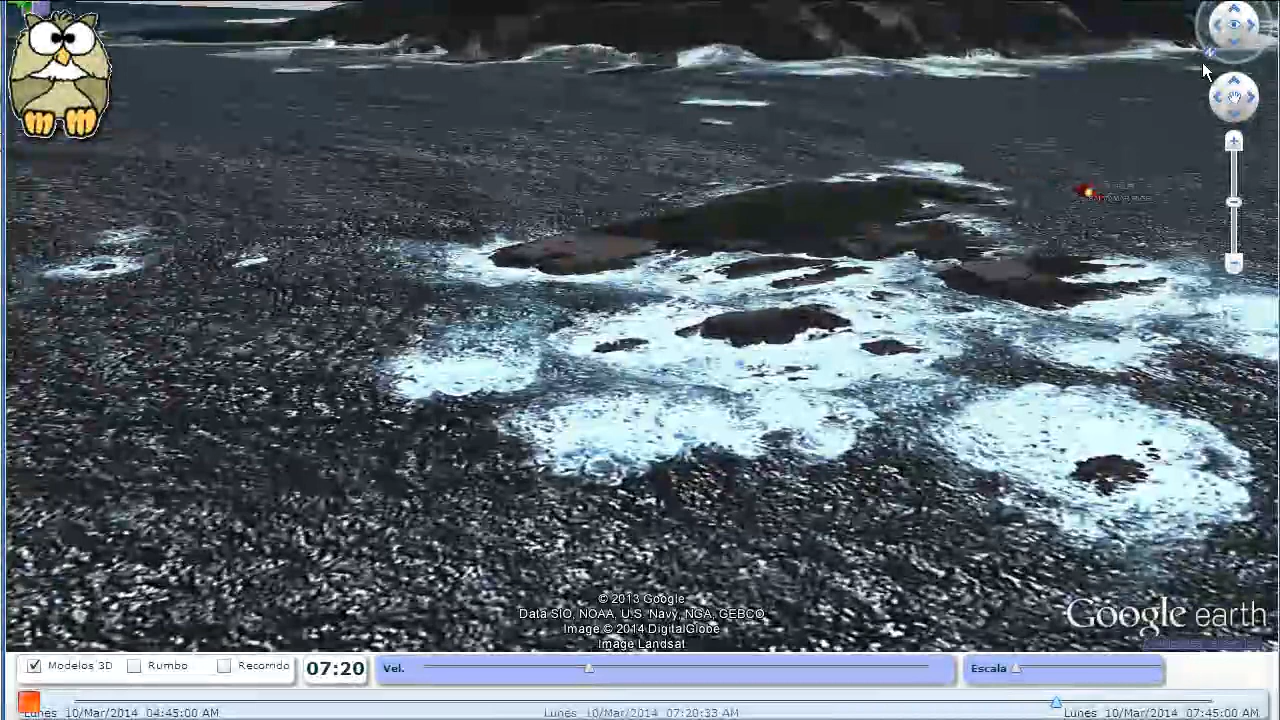 © 2013 Google
Data SIO, NOAA, U.S. Navy, NGA, GEBCO
Image © 2014 DigitalGlobe
Image Landsat
Google earth
Modelos 3D
Rumbo
Recorrido
07:20
Vel.
Escala
Lunes 10/Mar/2014 04:45:00 AM
Lunes 10/Mar/2014 07:20:33 AM
Lunes 10/Mar/2014 07:45:00 AM